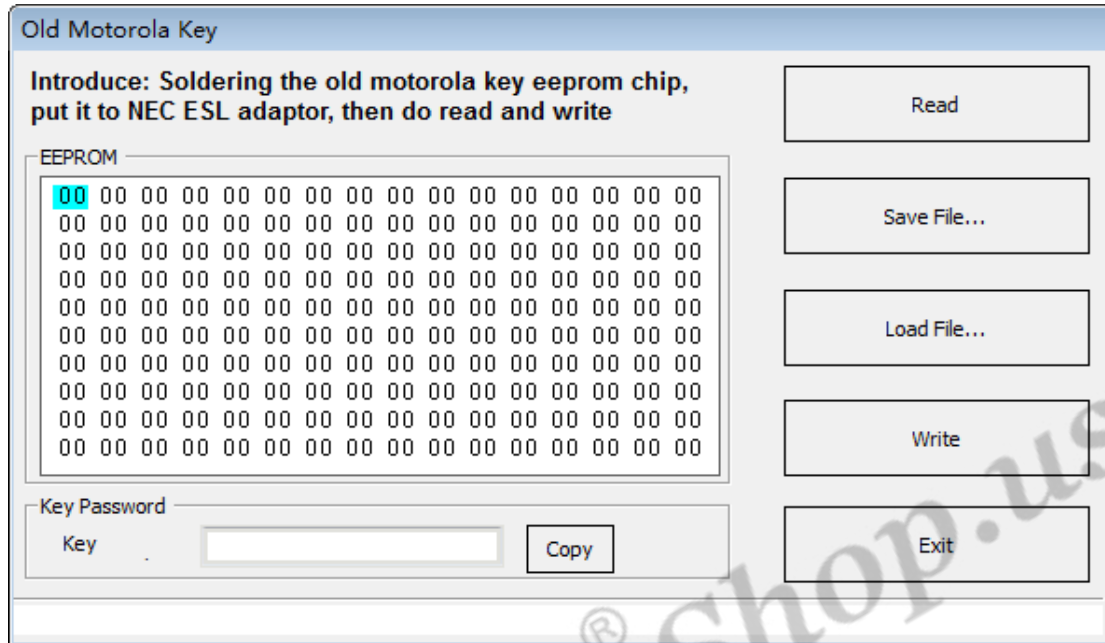 Old Motorola Key
Introduce: Soldering the old motorola key eeprom chip,
put it to NEC ESL adaptor, then do read and write
Read
EEPROM
00 00 00 00 00 00 00 00 00 00 00 00 00 00 00 00
00 00 00 00 00 00 00 00 00 00 00 00 00 00 00 00
00 00 00 00 00 00 00 00 00 00 00 00 00 00 00 00
00 00 00 00 00 00 00 00 00 00 00 00 00 00 00 00
00 00 00 00 00 00 00 00 00 00 00 00 00 00 00 00
00 00 00 00 00 00 00 00 00 00 00 00 00 00 00 00
00 00 00 00 00 00 00 00 00 00 00 00 00 00 00 00
00 00 00 00 00 00 00 00 00 00 00 00 00 00 00 00
00 00 00 00 00 00 00 00 00 00 00 00 00 00 00 00
00 00 00 00 00 00 00 00 00 00 00 00 00 00 00 00
Save File...
Load File...
Write
Key Password
Key
Copy
Exit
®Shop.us